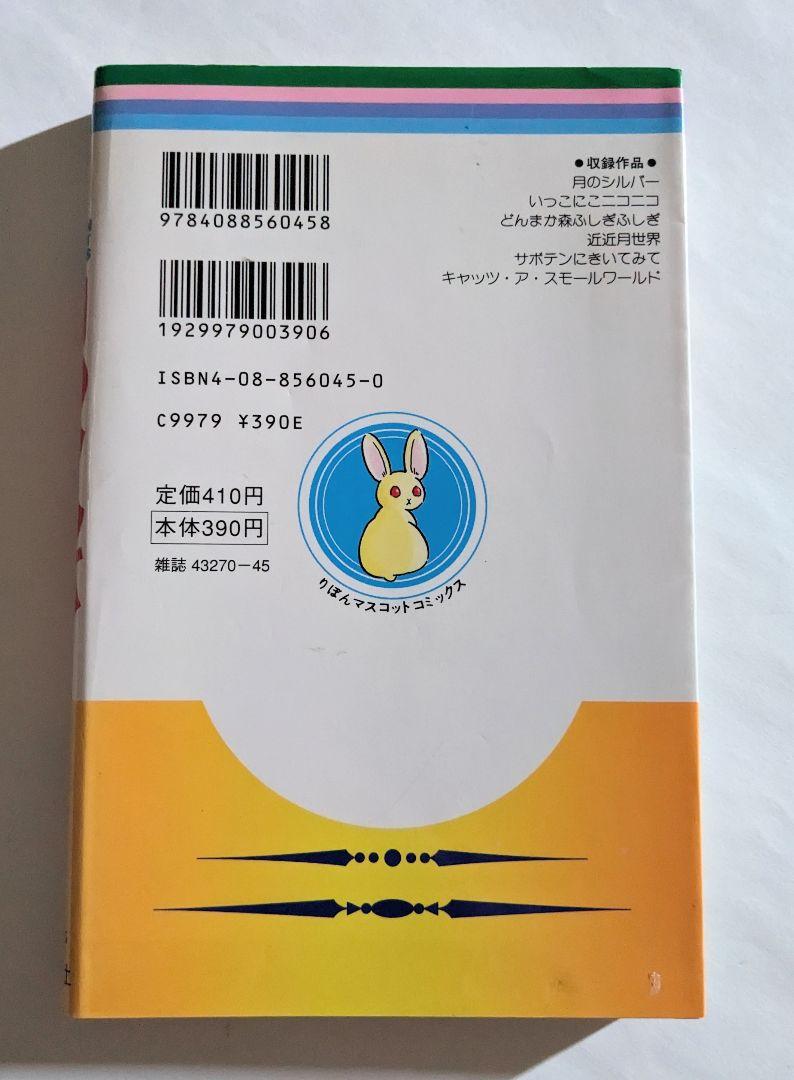 9784088560458
1929979003906
ISBN4-08-856045-0
C9979 ¥390E
定価410円
本体390円
雑誌 43270-45
●収録作品●
月のシルバー
いっこにこニコニコ
どんまか森ふしぎふしぎ
近近月世界
サボテンにきいてみて
キャッツ・ア・スモールワールド
りぼんマスコットコミックス